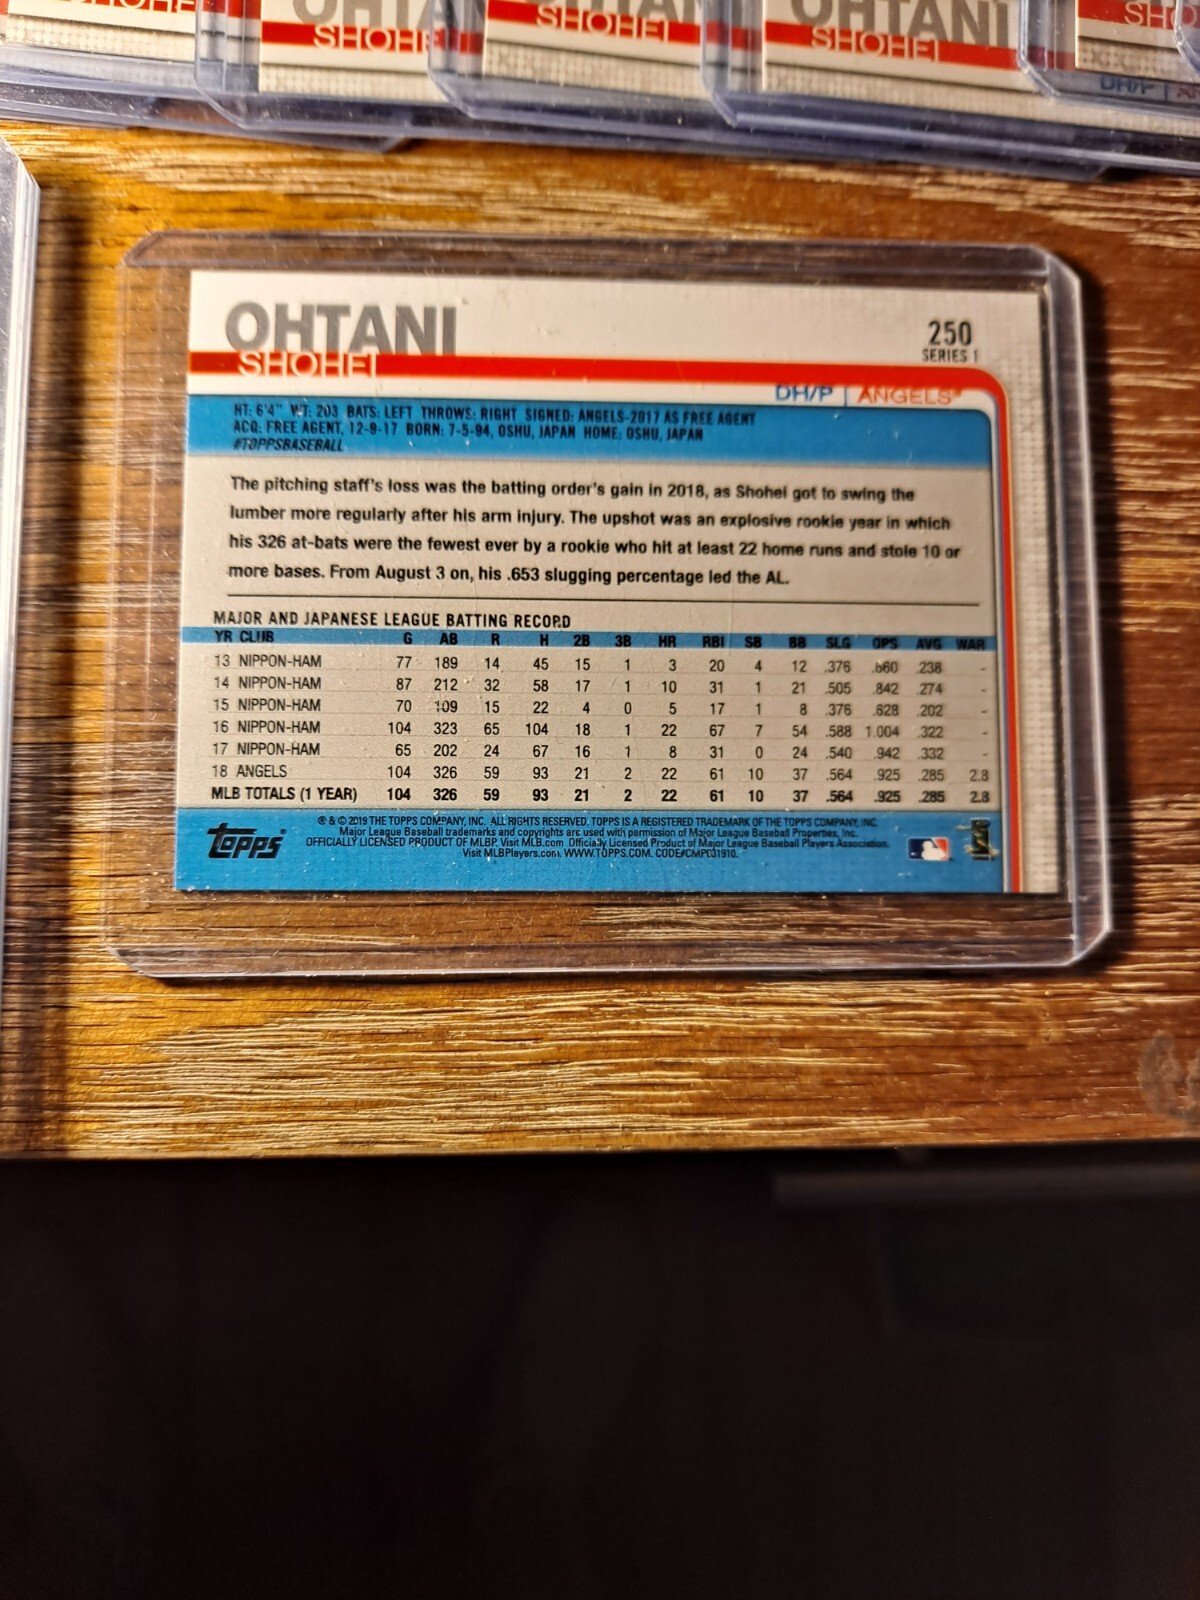 SHOHEI
OHTANI
SHOHEI
SHOHEI
OHTANI
SHOHEI
DH/P
OHTANI
SHOHEI
250
SERIES 1
DH/P | ANGELS®
HT: 6'4" WT: 203 BATS: LEFT THROWS: RIGHT SIGNED: ANGELS-2017 AS FREE AGENT
ACQ: FREE AGENT, 12-9-17 BORN: 7-5-94, OSHU, JAPAN HOME: OSHU, JAPAN
#TOPPSBASEBALL
The pitching staff's loss was the batting order's gain in 2018, as Shohei got to swing the
lumber more regularly after his arm injury. The upshot was an explosive rookie year in which
his 326 at-bats were the fewest ever by a rookie who hit at least 22 home runs and stole 10 or
more bases. From August 3 on, his .653 slugging percentage led the AL.
MAJOR AND JAPANESE LEAGUE BATTING RECORD
YR CLUB G AB R H 2B 3B HR RBI SB BB SLG OPS AVG WAR
13 NIPPON-HAM 77 189 14 45 15 1 3 20 4 12 .376 .660 .238 -
14 NIPPON-HAM 87 212 32 58 17 1 10 31 1 21 .505 .842 .274 -
15 NIPPON-HAM 70 109 15 22 4 0 5 17 1 8 .376 .628 .202 -
16 NIPPON-HAM 104 323 65 104 18 1 22 67 7 54 .588 1.004 .322 -
17 NIPPON-HAM 65 202 24 67 16 1 8 31 0 24 .540 .942 .332 -
18 ANGELS 104 326 59 93 21 2 22 61 10 37 .564 .925 .285 2.8
MLB TOTALS (1 YEAR) 104 326 59 93 21 2 22 61 10 37 .564 .925 .285 2.8
topps®
® & © 2019 THE TOPPS COMPANY, INC. ALL RIGHTS RESERVED. TOPPS IS A REGISTERED TRADEMARK OF THE TOPPS COMPANY, INC.
Major League Baseball trademarks and copyrights are used with permission of Major League Baseball Properties, Inc.
OFFICIALLY LICENSED PRODUCT OF MLBP. Visit MLB.com Officially Licensed Product of Major League Baseball Players Association.
Visit MLBPlayers.com. WWW.TOPPS.COM. CODE#CMP031910.